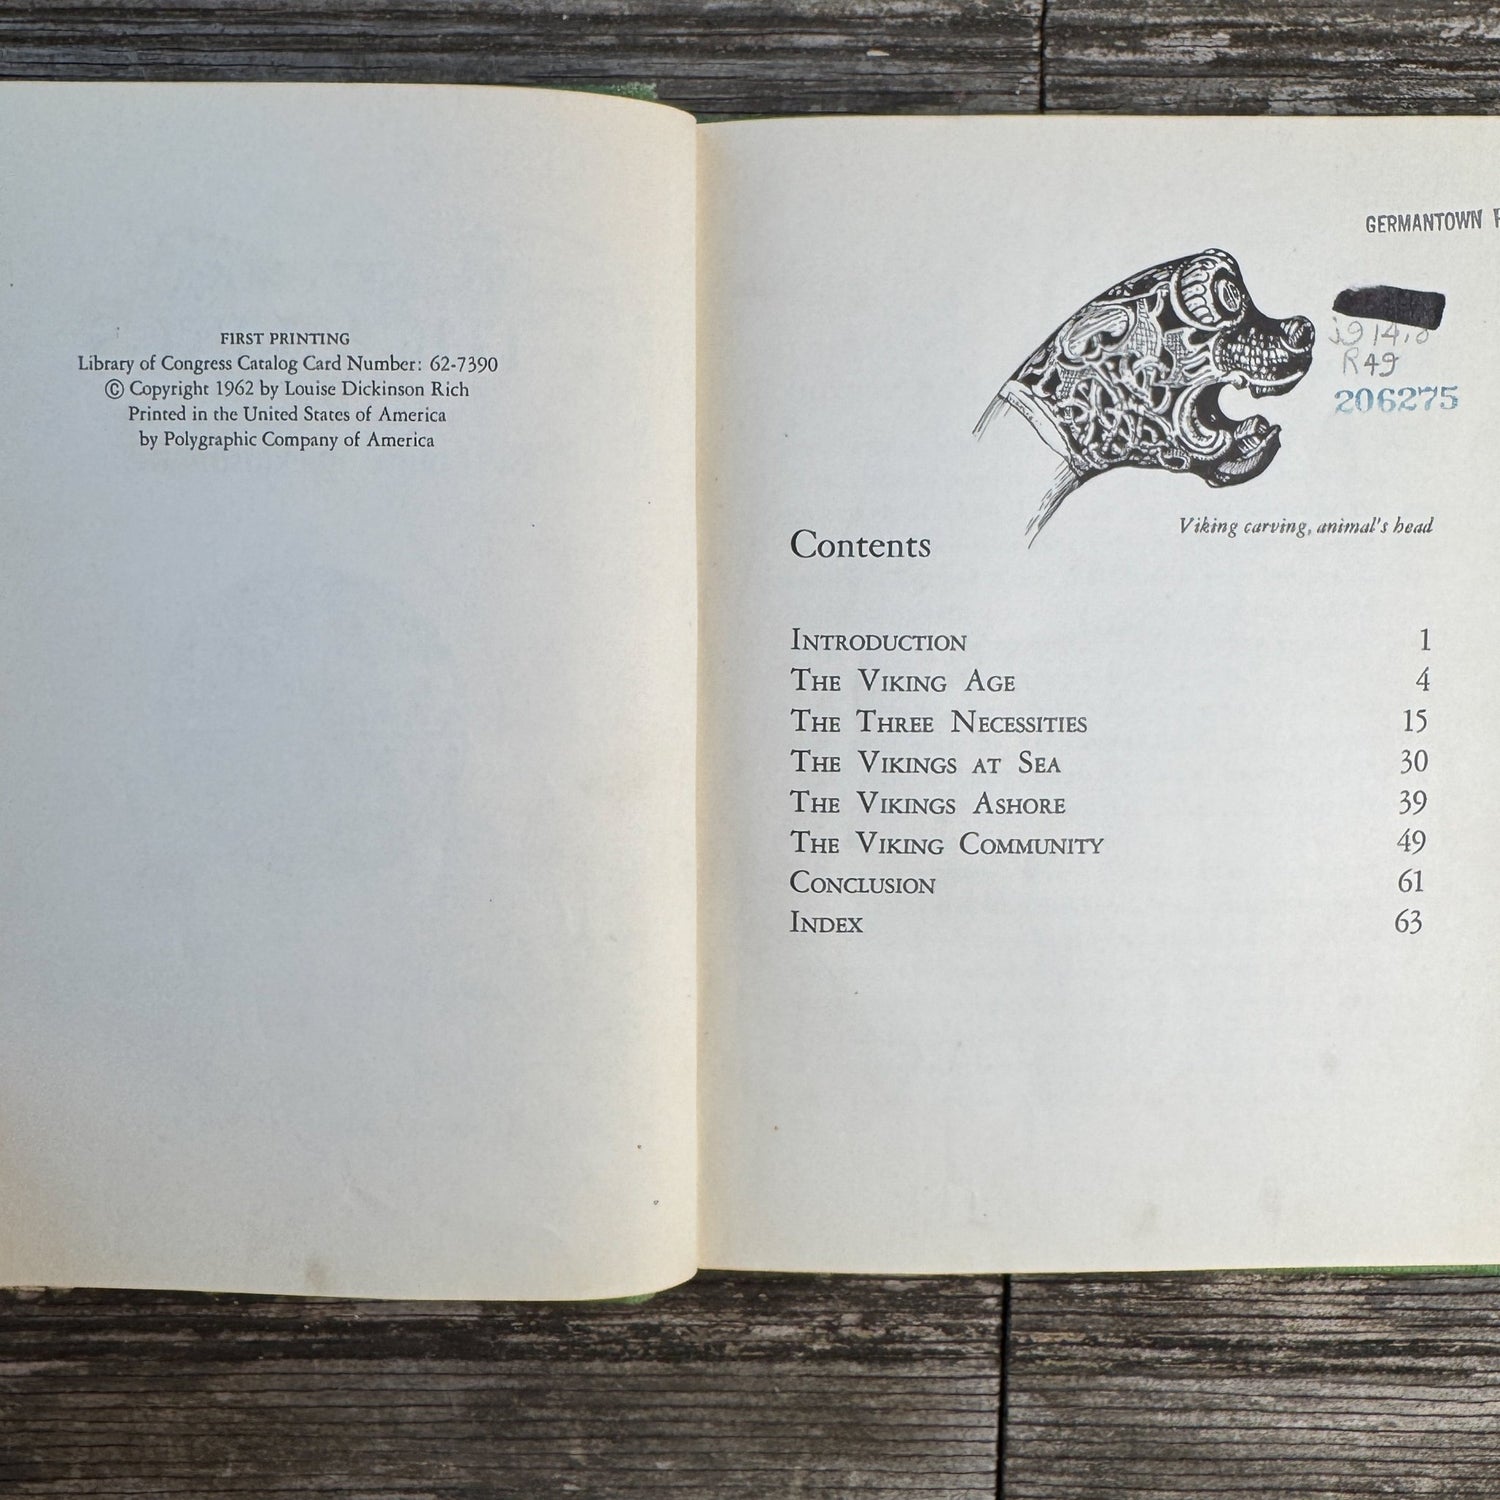 FIRST PRINTING
Library of Congress Catalog Card Number: 62-7390
© Copyright 1962 by Louise Dickinson Rich
Printed in the United States of America
by Polygraphic Company of America
GERMANTOWN
R49
206275
Viking carving, animal's head
Contents
INTRODUCTION 1
THE VIKING AGE 4
THE THREE NECESSITIES 15
THE VIKINGS AT SEA 30
THE VIKINGS ASHORE 39
THE VIKING COMMUNITY 49
CONCLUSION 61
INDEX 63